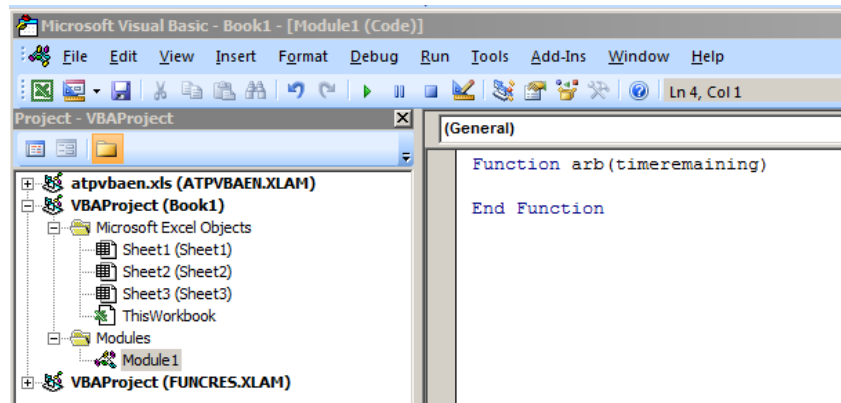 Microsoft Visual Basic - Book1 - [Module1 (Code)]
File Edit View Insert Format Debug Run Tools Add-Ins Window Help
Ln 4, Col 1
Project - VBAProject
(General)
atpvbaen.xls (ATPVBAEN.XLAM)
VBAProject (Book1)
Microsoft Excel Objects
Sheet1 (Sheet1)
Sheet2 (Sheet2)
Sheet3 (Sheet3)
ThisWorkbook
Modules
Module1
VBAProject (FUNCRES.XLAM)
Function arb(timeremaining)
End Function